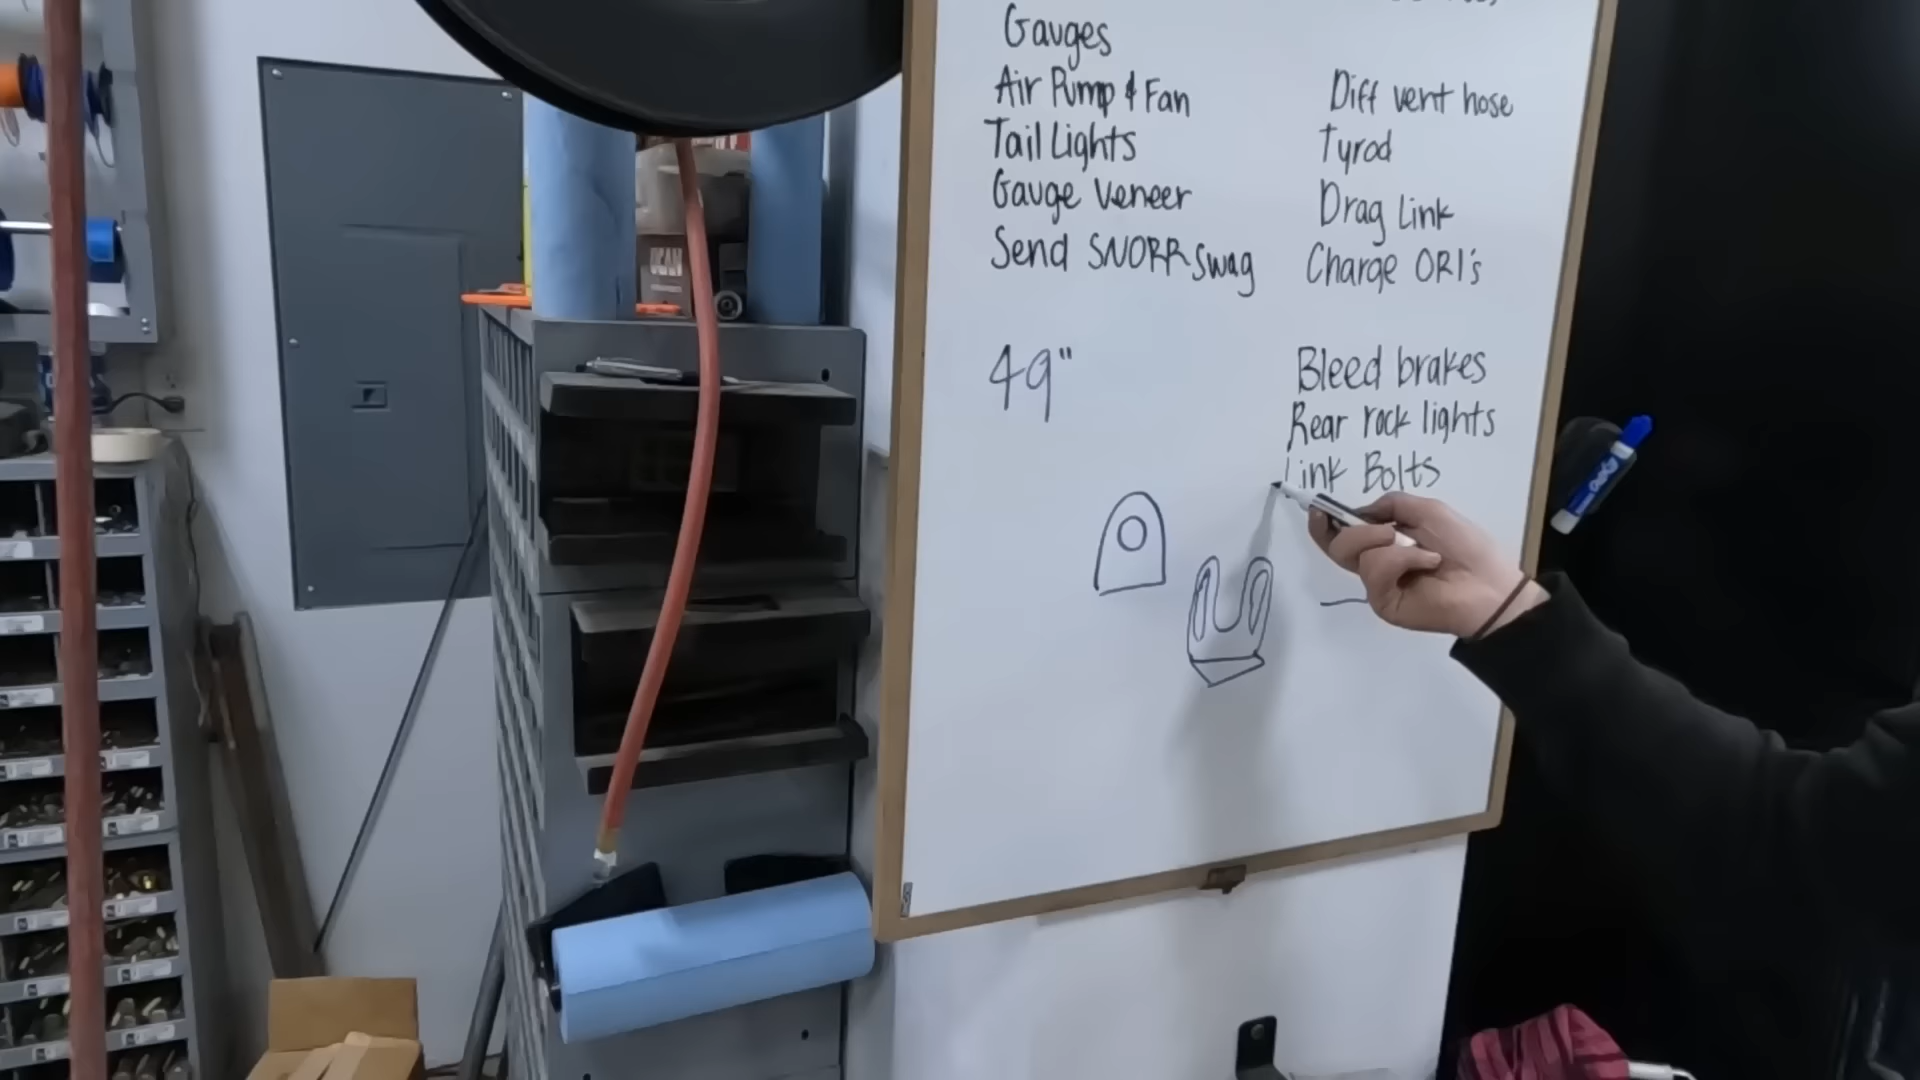 Gauges
Air Pump & Fan
Tail Lights
Gauge Veneer
Send SNORR Swag
49"
Diff vent hose
Tyrod
Drag Link
Charge ORI's
Bleed brakes
Rear rock lights
Link Bolts